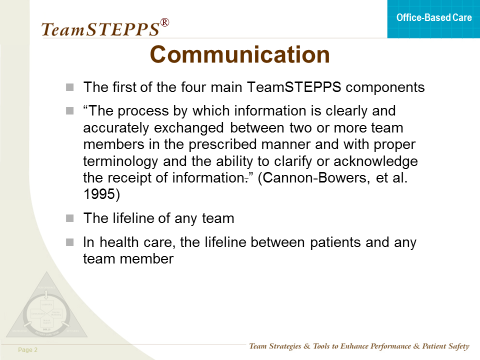 Office-Based Care
TeamSTEPPS®
Communication
The first of the four main TeamSTEPPS components
“The process by which information is clearly and
accurately exchanged between two or more team
members in the prescribed manner and with proper
terminology and the ability to clarify or acknowledge
the receipt of information.” (Cannon-Bowers, et al.
1995)
The lifeline of any team
In health care, the lifeline between patients and any
team member
Page 2
Team Strategies & Tools to Enhance Performance & Patient Safety